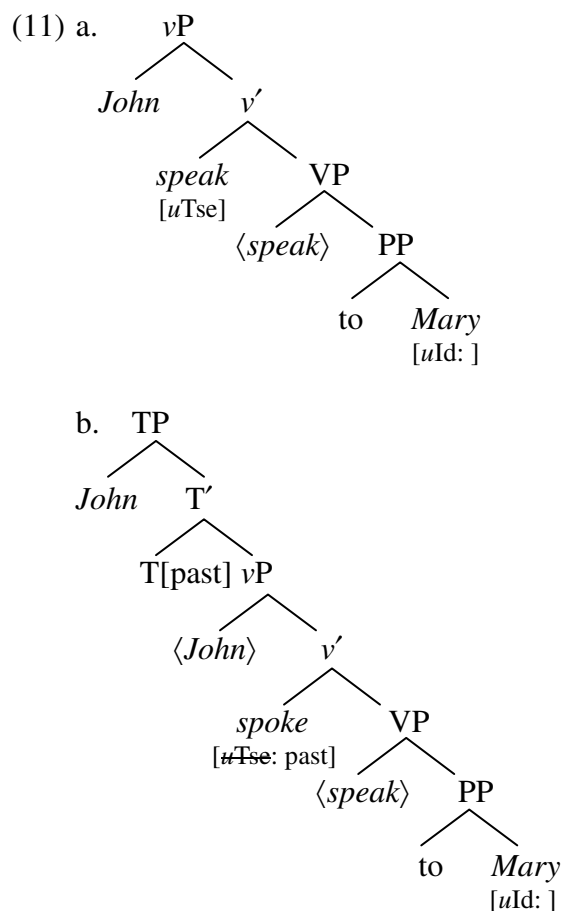 (11) a. vP
John v′
speak VP
[uTse]
⟨speak⟩ PP
to Mary
[uId: ]
b. TP
John T′
T[past] vP
⟨John⟩ v′
spoke VP
[uTse: past]
⟨speak⟩ PP
to Mary
[uId: ]